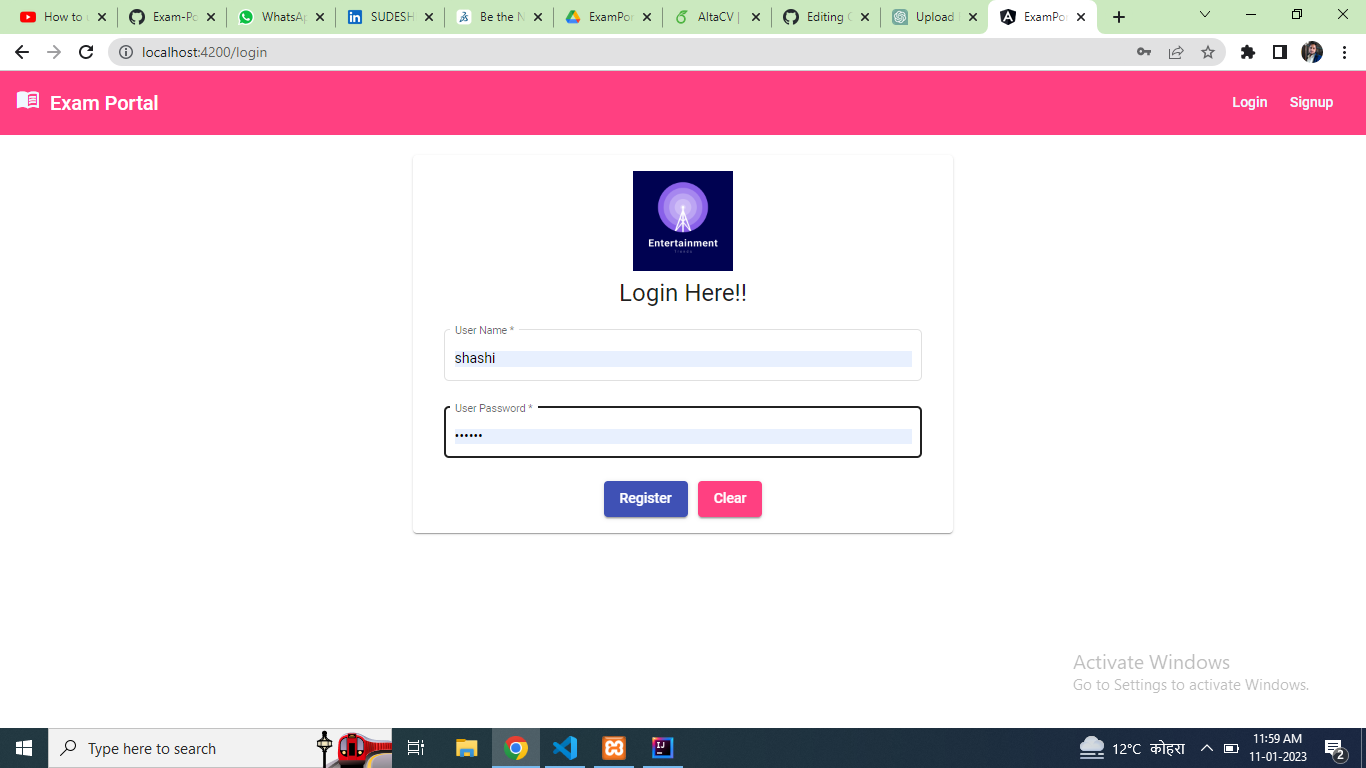 How to u
Exam-Po
WhatsAp
SUDESH
Be the N
ExamPor
AltaCV |
Editing
Upload
ExamPo
localhost:4200/login
Exam Portal
Login Signup
Entertainment
Login Here!!
User Name *
shashi
User Password *
••••••
Register Clear
Activate Windows
Go to Settings to activate Windows.
Type here to search
12°C कोहरा
11:59 AM
11-01-2023
2